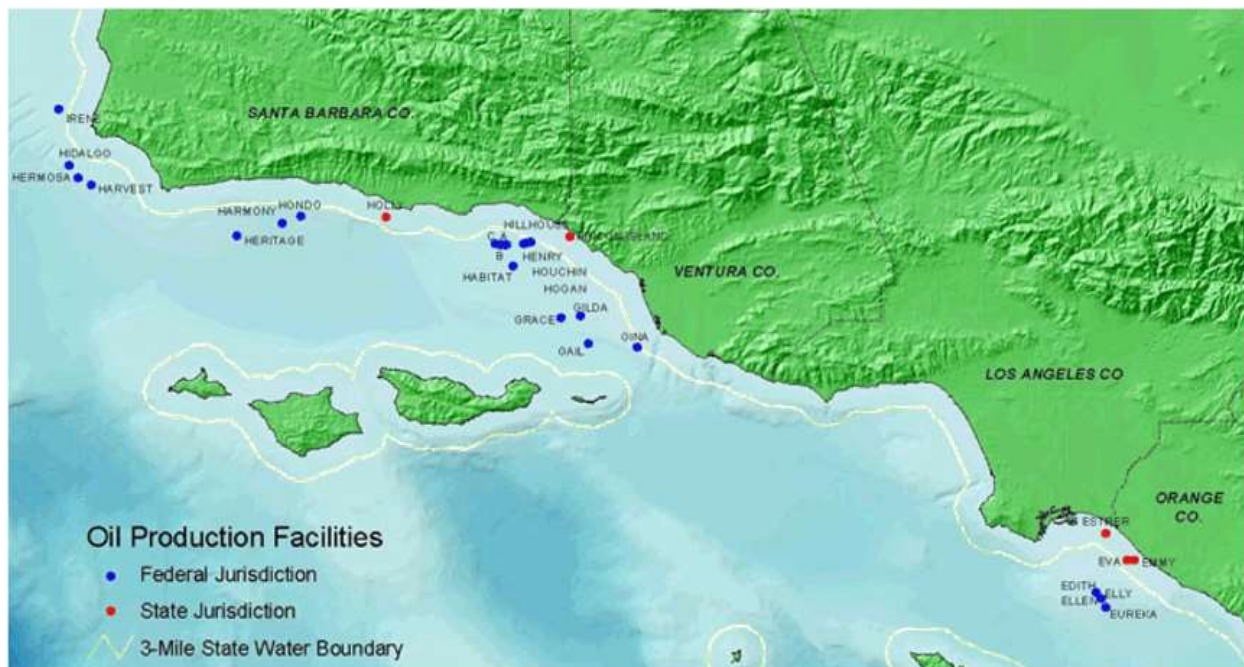 SANTA BARBARA CO.
IRENE
HIDALGO
HERMOSA
HARVEST
HARMONY
HONDO
HERITAGE
HOLLY
HILLHOUSE
C A
B
HENRY
HABITAT
HOUCHIN
HOGAN
VENTURA CO.
GRACE
GILDA
GAIL
GINA
LOS ANGELES CO
ORANGE
CO.
ESTHER
EVA
EMMY
EDITH
ELLY
ELLEN
EUREKA
Oil Production Facilities
Federal Jurisdiction
State Jurisdiction
3-Mile State Water Boundary